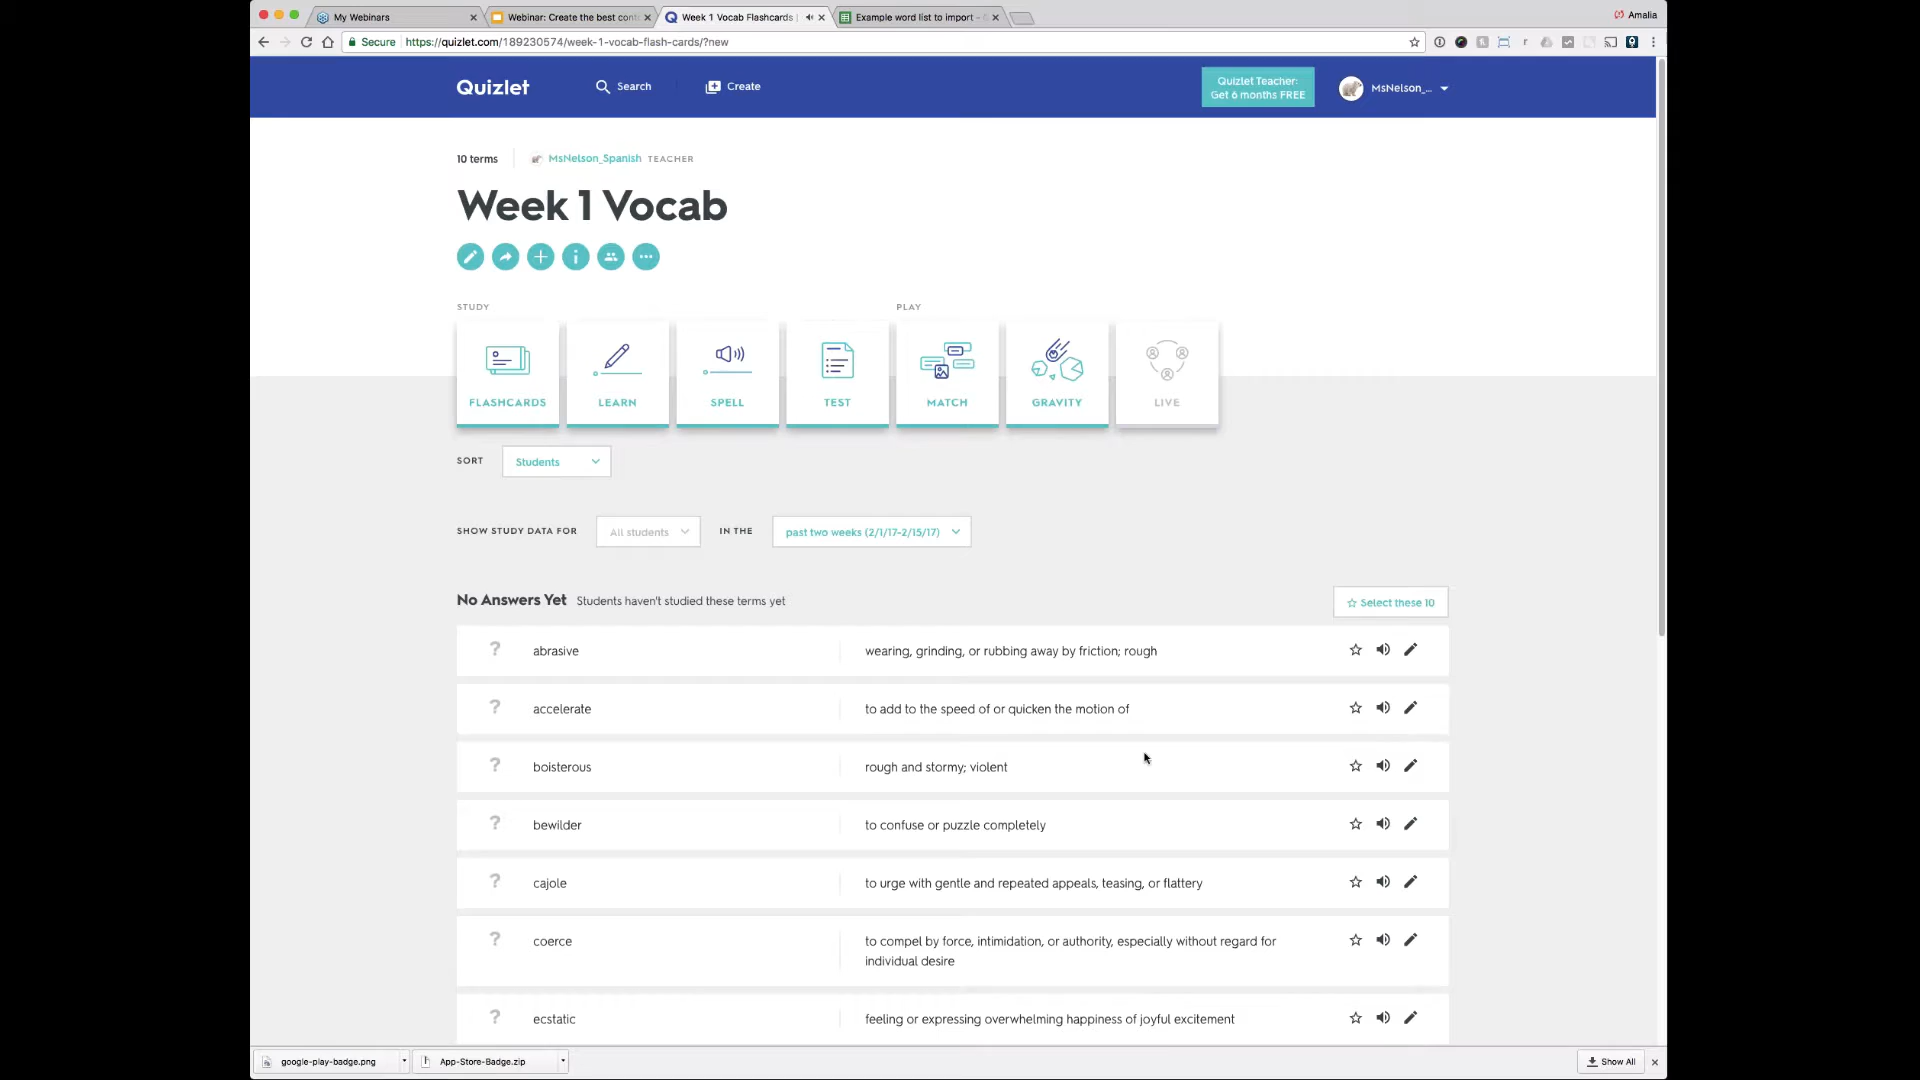 My Webinars
Webinar: Create the best cont
Week 1 Vocab Flashcards
Example word list to import -
Amalia
Secure https://quizlet.com/189230574/week-1-vocab-flash-cards/?new
Quizlet
Search
Create
Quizlet Teacher:
Get 6 months FREE
MsNelson_...
10 terms
MsNelson_Spanish TEACHER
Week 1 Vocab
STUDY
PLAY
FLASHCARDS
LEARN
SPELL
TEST
MATCH
GRAVITY
LIVE
SORT
Students
SHOW STUDY DATA FOR
All students
IN THE
past two weeks (2/1/17-2/15/17)
No Answers Yet Students haven't studied these terms yet
Select these 10
? abrasive wearing, grinding, or rubbing away by friction; rough
? accelerate to add to the speed of or quicken the motion of
? boisterous rough and stormy; violent
? bewilder to confuse or puzzle completely
? cajole to urge with gentle and repeated appeals, teasing, or flattery
? coerce to compel by force, intimidation, or authority, especially without regard for
individual desire
? ecstatic feeling or expressing overwhelming happiness of joyful excitement
google-play-badge.png
App-Store-Badge.zip
Show All